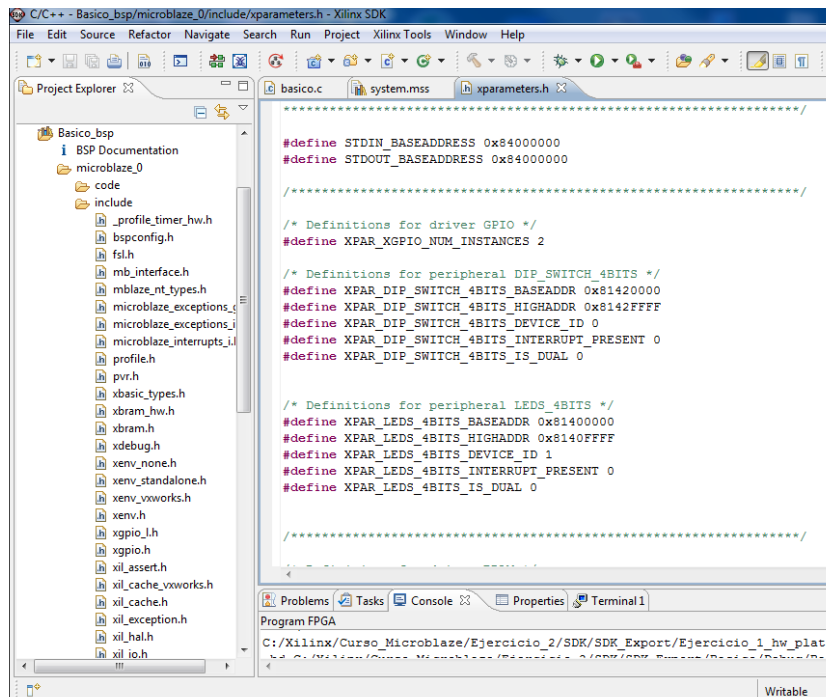 C/C++ - Basico_bsp/microblaze_0/include/xparameters.h - Xilinx SDK
File Edit Source Refactor Navigate Search Run Project Xilinx Tools Window Help
Project Explorer
basico.c system.mss xparameters.h
Basico_bsp
BSP Documentation
microblaze_0
code
include
_profile_timer_hw.h
bspconfig.h
fsl.h
mb_interface.h
mblaze_nt_types.h
microblaze_exceptions_
microblaze_exceptions_i
microblaze_interrupts_i.l
profile.h
pvr.h
xbasic_types.h
xbram_hw.h
xbram.h
xdebug.h
xenv_none.h
xenv_standalone.h
xenv_vxworks.h
xenv.h
xgpio_l.h
xgpio.h
xil_assert.h
xil_cache_vxworks.h
xil_cache.h
xil_exception.h
xil_hal.h
xil_io.h
*******************************************************************/
#define STDIN_BASEADDRESS 0x84000000
#define STDOUT_BASEADDRESS 0x84000000
/******************************************************************/
/* Definitions for driver GPIO */
#define XPAR_XGPIO_NUM_INSTANCES 2
/* Definitions for peripheral DIP_SWITCH_4BITS */
#define XPAR_DIP_SWITCH_4BITS_BASEADDR 0x81420000
#define XPAR_DIP_SWITCH_4BITS_HIGHADDR 0x8142FFFF
#define XPAR_DIP_SWITCH_4BITS_DEVICE_ID 0
#define XPAR_DIP_SWITCH_4BITS_INTERRUPT_PRESENT 0
#define XPAR_DIP_SWITCH_4BITS_IS_DUAL 0
/* Definitions for peripheral LEDS_4BITS */
#define XPAR_LEDS_4BITS_BASEADDR 0x81400000
#define XPAR_LEDS_4BITS_HIGHADDR 0x8140FFFF
#define XPAR_LEDS_4BITS_DEVICE_ID 1
#define XPAR_LEDS_4BITS_INTERRUPT_PRESENT 0
#define XPAR_LEDS_4BITS_IS_DUAL 0
/******************************************************************/
Problems Tasks Console Properties Terminal 1
Program FPGA
C:/Xilinx/Curso_Microblaze/Ejercicio_2/SDK/SDK_Export/Ejercicio_1_hw_plat
Writable